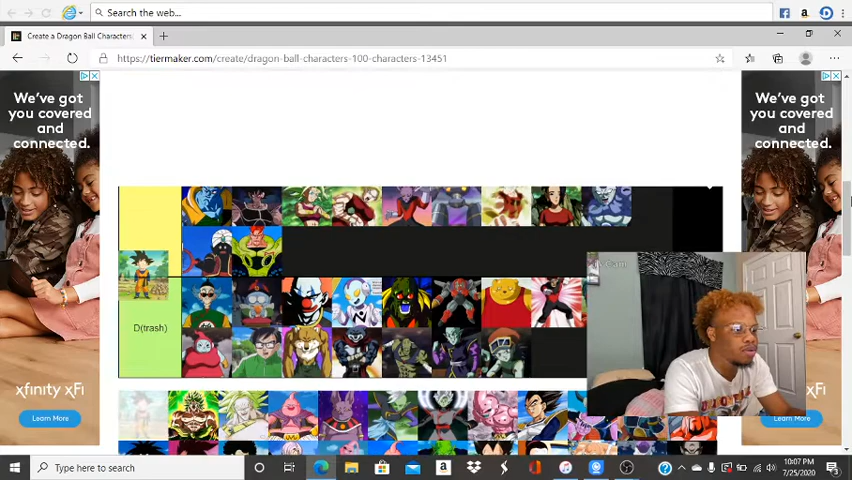 Search the web...
Create a Dragon Ball Characters
https://tiermaker.com/create/dragon-ball-characters-100-characters-13451
We've got
you covered
and
connected.
xfinity xFi
Learn More
We've got
you covered
and
connected.
Cam
D(trash)
Learn More
Type here to search
10:07 PM
7/25/2020